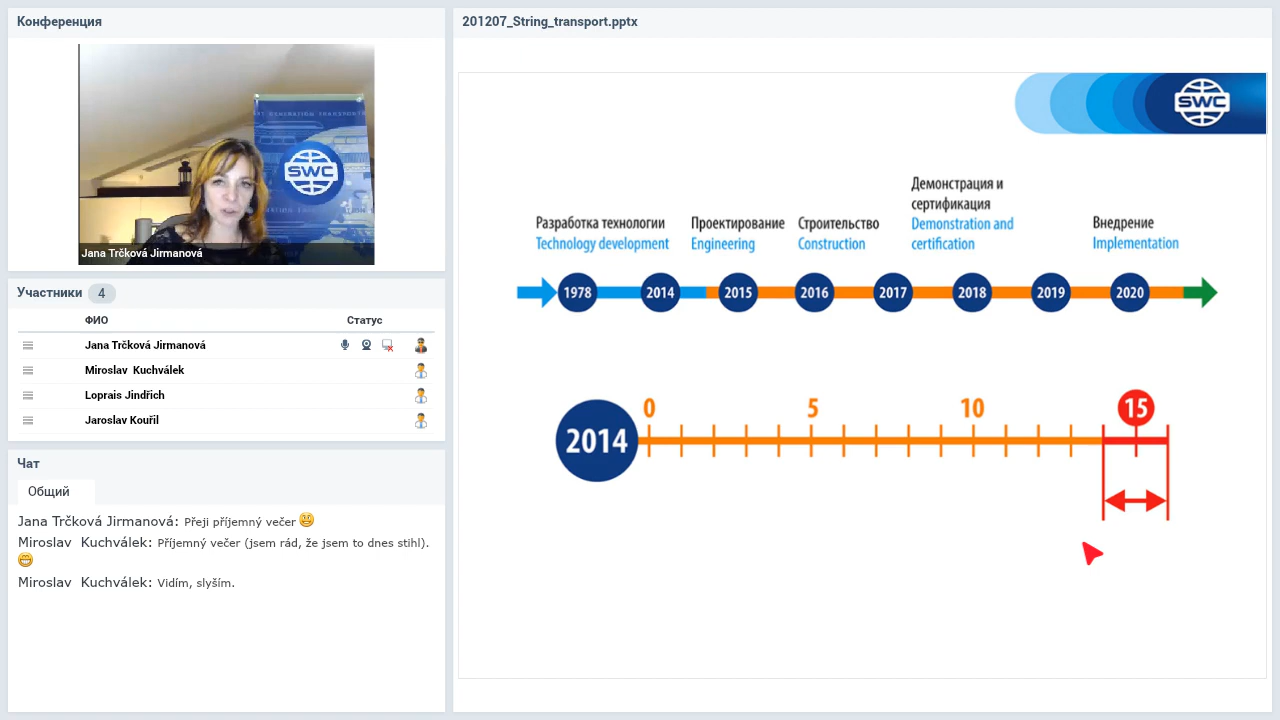 Конференция
SWC
Jana Trčková Jirmanová
Участники 4
ФИО Статус
Jana Trčková Jirmanová
Miroslav Kuchválek
Loprais Jindřich
Jaroslav Kouřil
Чат
Общий
Jana Trčková Jirmanová: Přeji příjemný večer
Miroslav Kuchválek: Příjemný večer (jsem rád, že jsem to dnes stihl).
Miroslav Kuchválek: Vidím, slyším.
201207_String_transport.pptx
SWC
Разработка технологии
Technology development
Проектирование
Engineering
Строительство
Construction
Демонстрация и
сертификация
Demonstration and
certification
Внедрение
Implementation
1978 2014 2015 2016 2017 2018 2019 2020
0 5 10 15
2014